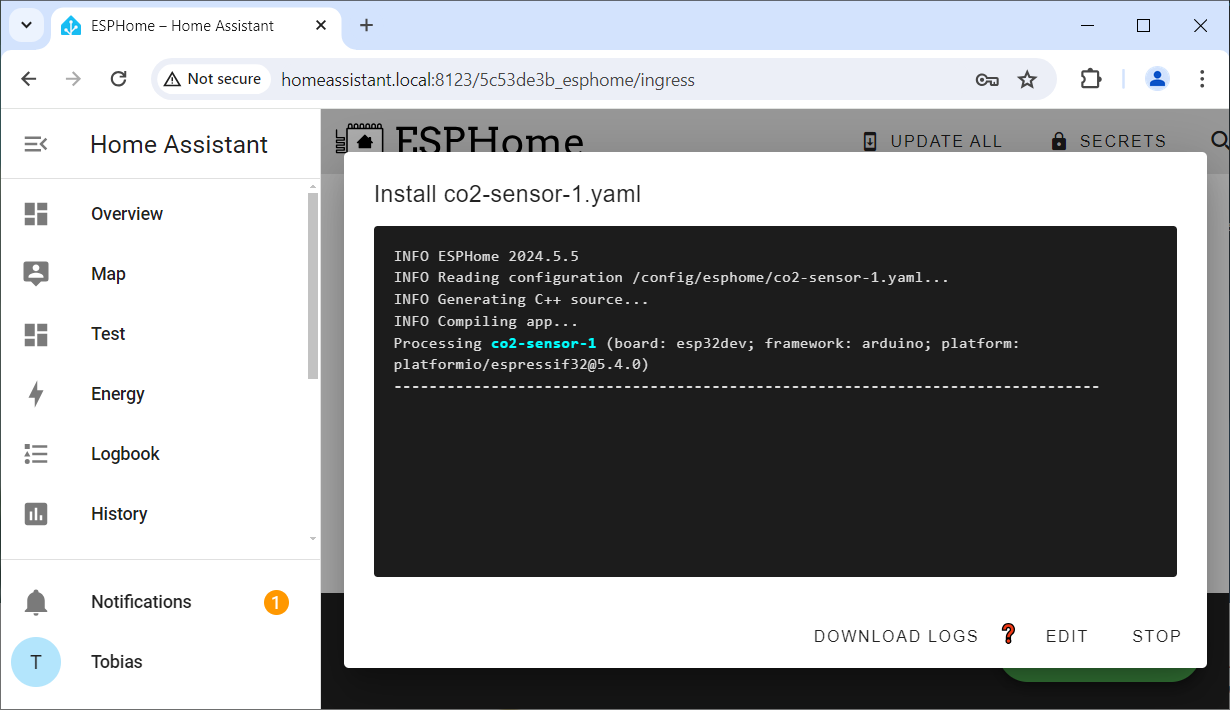 ESPHome – Home Assistant
Not secure
homeassistant.local:8123/5c53de3b_esphome/ingress
Home Assistant
ESPHome
UPDATE ALL
SECRETS
Overview
Map
Test
Energy
Logbook
History
Notifications
1
T
Tobias
Install co2-sensor-1.yaml
INFO ESPHome 2024.5.5
INFO Reading configuration /config/esphome/co2-sensor-1.yaml...
INFO Generating C++ source...
INFO Compiling app...
Processing co2-sensor-1 (board: esp32dev; framework: arduino; platform:
platformio/espressif32@5.4.0)
--------------------------------------------------------------------------------
DOWNLOAD LOGS
❓
EDIT
STOP